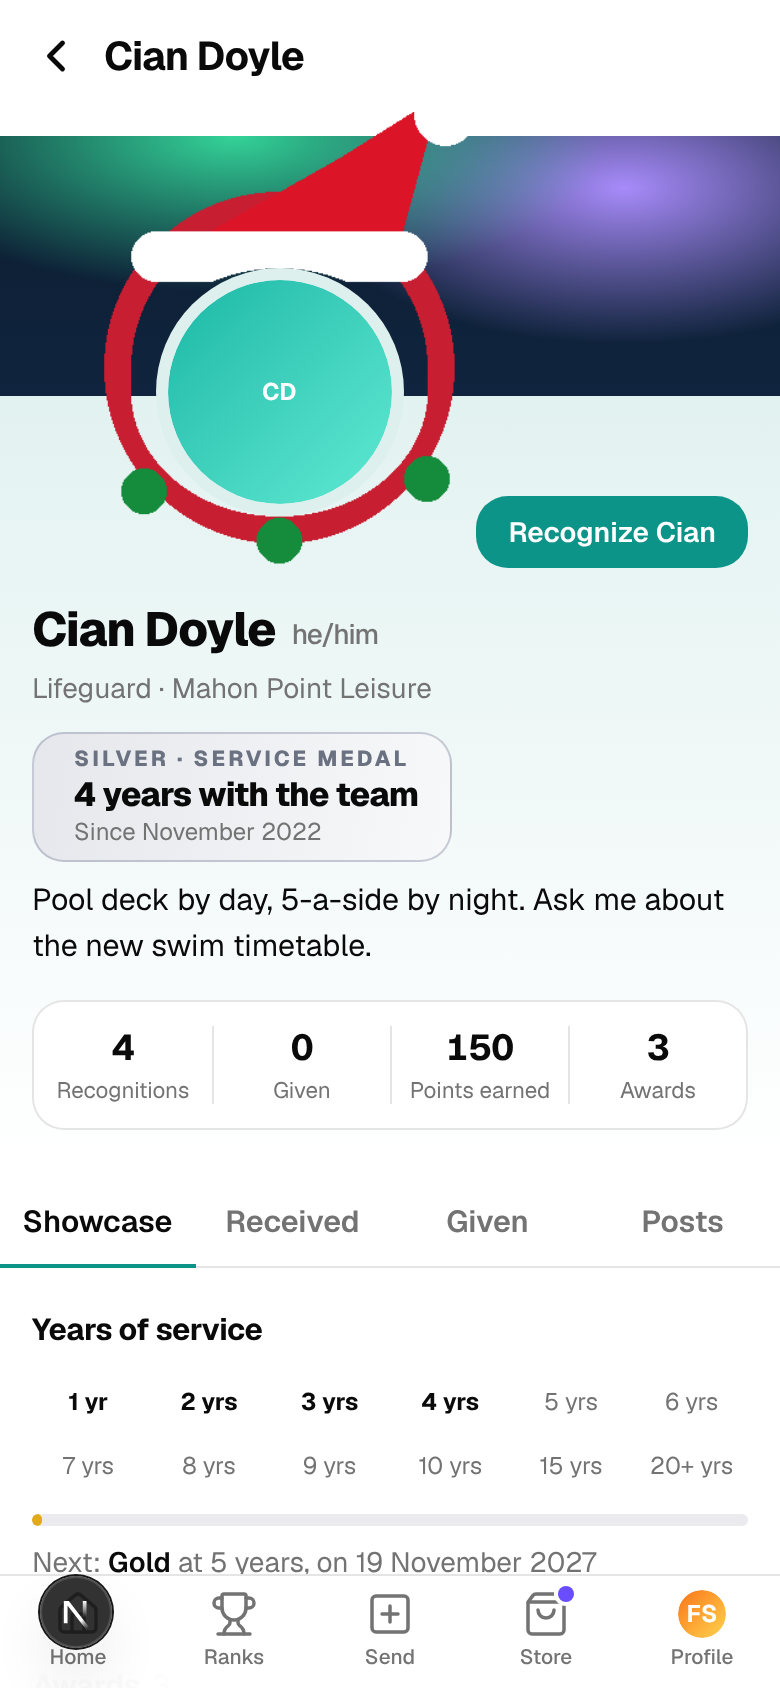 Cian Doyle
CD
Recognize Cian
Cian Doyle he/him
Lifeguard · Mahon Point Leisure
SILVER · SERVICE MEDAL
4 years with the team
Since November 2022
Pool deck by day, 5-a-side by night. Ask me about
the new swim timetable.
4 0 150 3
Recognitions Given Points earned Awards
Showcase Received Given Posts
Years of service
1 yr 2 yrs 3 yrs 4 yrs 5 yrs 6 yrs
7 yrs 8 yrs 9 yrs 10 yrs 15 yrs 20+ yrs
Next: Gold at 5 years, on 19 November 2027
N FS
Home Ranks Send Store Profile
Awards